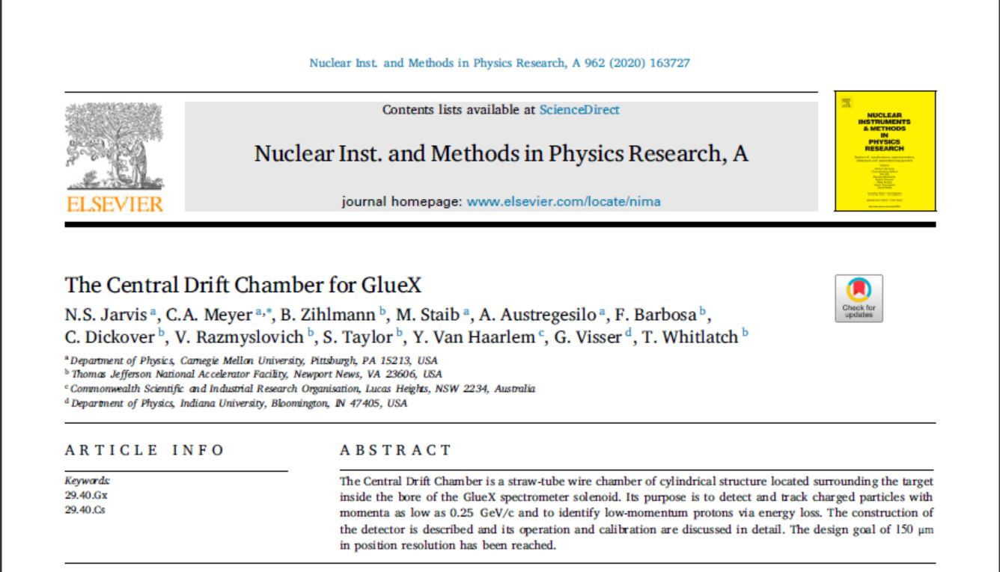 Nuclear Inst. and Methods in Physics Research, A 962 (2020) 163727
Contents lists available at ScienceDirect
Nuclear Inst. and Methods in Physics Research, A
journal homepage: www.elsevier.com/locate/nima
ELSEVIER
NUCLEAR
INSTRUMENTS
& METHODS
IN
PHYSICS
RESEARCH
The Central Drift Chamber for GlueX
Check for
updates
N.S. Jarvis a, C.A. Meyer a,*, B. Zihlmann b, M. Staib a, A. Austregesilo a, F. Barbosa b,
C. Dickover b, V. Razmyslovich b, S. Taylor b, Y. Van Haarlem c, G. Visser d, T. Whitlatch b
a Department of Physics, Carnegie Mellon University, Pittsburgh, PA 15213, USA
b Thomas Jefferson National Accelerator Facility, Newport News, VA 23606, USA
c Commonwealth Scientific and Industrial Research Organisation, Lucas Heights, NSW 2234, Australia
d Department of Physics, Indiana University, Bloomington, IN 47405, USA
ARTICLE INFO
Keywords:
29.40.Gx
29.40.Cs
ABSTRACT
The Central Drift Chamber is a straw-tube wire chamber of cylindrical structure located surrounding the target
inside the bore of the GlueX spectrometer solenoid. Its purpose is to detect and track charged particles with
momenta as low as 0.25 GeV/c and to identify low-momentum protons via energy loss. The construction of
the detector is described and its operation and calibration are discussed in detail. The design goal of 150 μm
in position resolution has been reached.